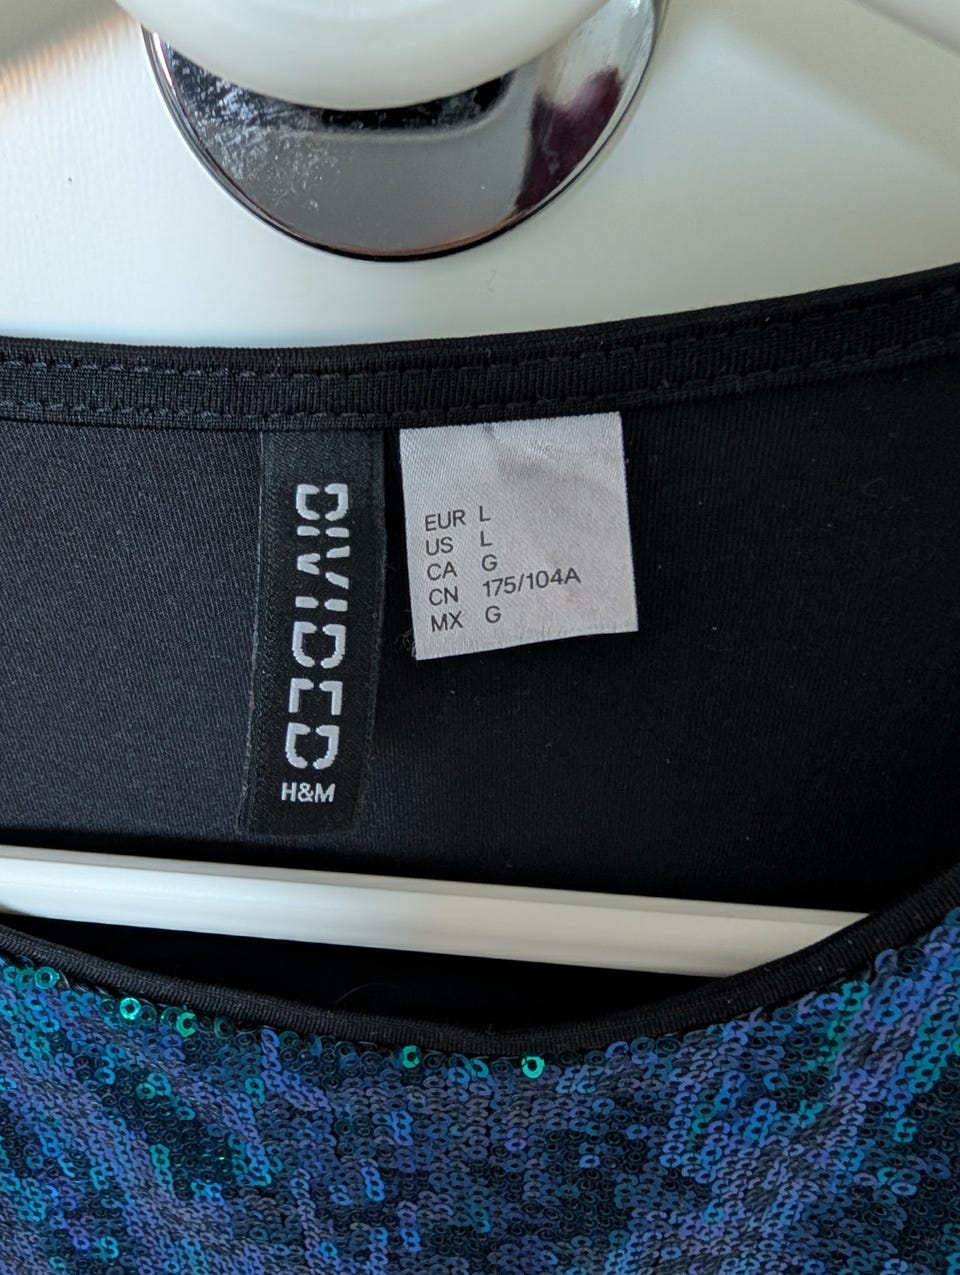 DIVIDED
H&M
EUR L
US L
CA G
CN 175/104A
MX G